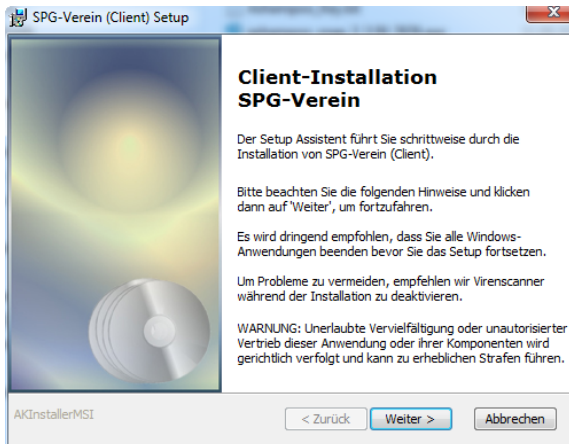 SPG-Verein (Client) Setup
Client-Installation
SPG-Verein
Der Setup Assistent führt Sie schrittweise durch die
Installation von SPG-Verein (Client).
Bitte beachten Sie die folgenden Hinweise und klicken
dann auf 'Weiter', um fortzufahren.
Es wird dringend empfohlen, dass Sie alle Windows-
Anwendungen beenden bevor Sie das Setup fortsetzen.
Um Probleme zu vermeiden, empfehlen wir Virenscanner
während der Installation zu deaktivieren.
WARNUNG: Unerlaubte Vervielfältigung oder unautorisierter
Vertrieb dieser Anwendung oder ihrer Komponenten wird
gerichtlich verfolgt und kann zu erheblichen Strafen führen.
AKInstallerMSI
< Zurück
Weiter >
Abbrechen